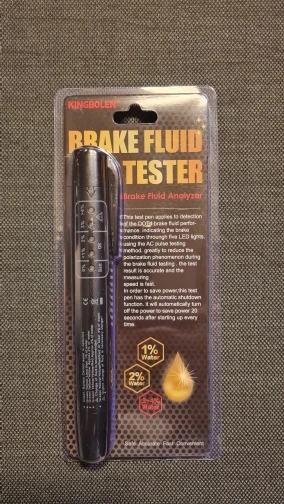 KINGBOLEN
BRAKE FLUID
TESTER
Brake Fluid Analyzer
This test pen applies to detection
of the DOT4 brake fluid perfor-
mance, indicating the brake
condition through five LED lights,
using the AC pulse testing
method, greatly to reduce the
polarization phenomenon during
the brake fluid testing , the test
result is accurate and the
measuring
speed is fast.
In order to save power,this test
pen has the automatic shutdown
function. it will automatically turn
off the power to save power 20
seconds after starting up every
time.
1%
Water
2%
Water
Water
Safe Accurate Fast Convenient